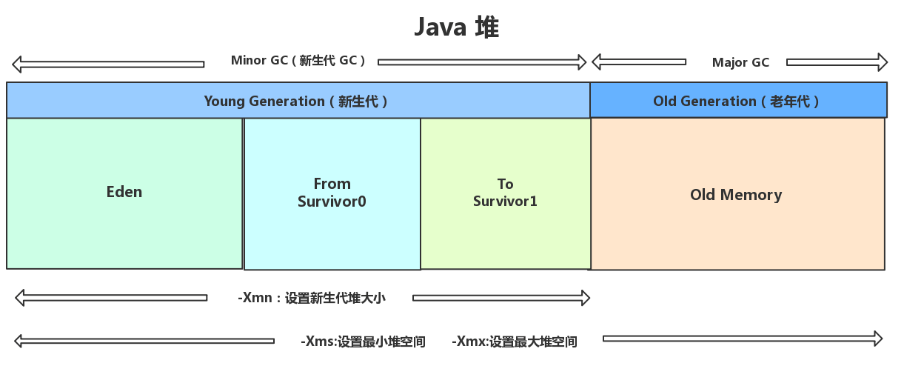 Java 堆
Minor GC（新生代 GC）
Major GC
Young Generation（新生代）
Old Generation（老年代）
Eden
From
Survivor0
To
Survivor1
Old Memory
-Xmn：设置新生代堆大小
-Xms:设置最小堆空间
-Xmx:设置最大堆空间